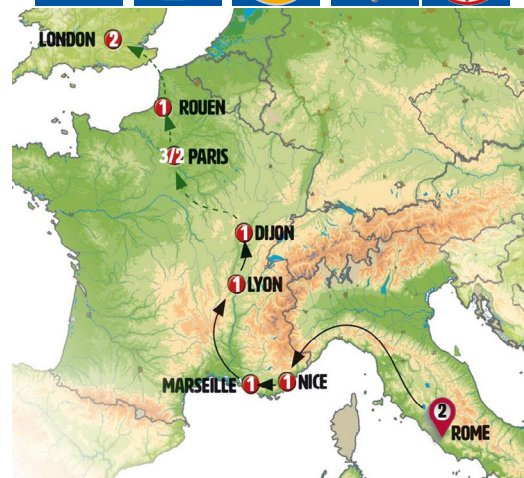 LONDON 2
1 ROUEN
3/2 PARIS
1 DIJON
1 LYON
MARSEILLE 1
1 NICE
2
ROME